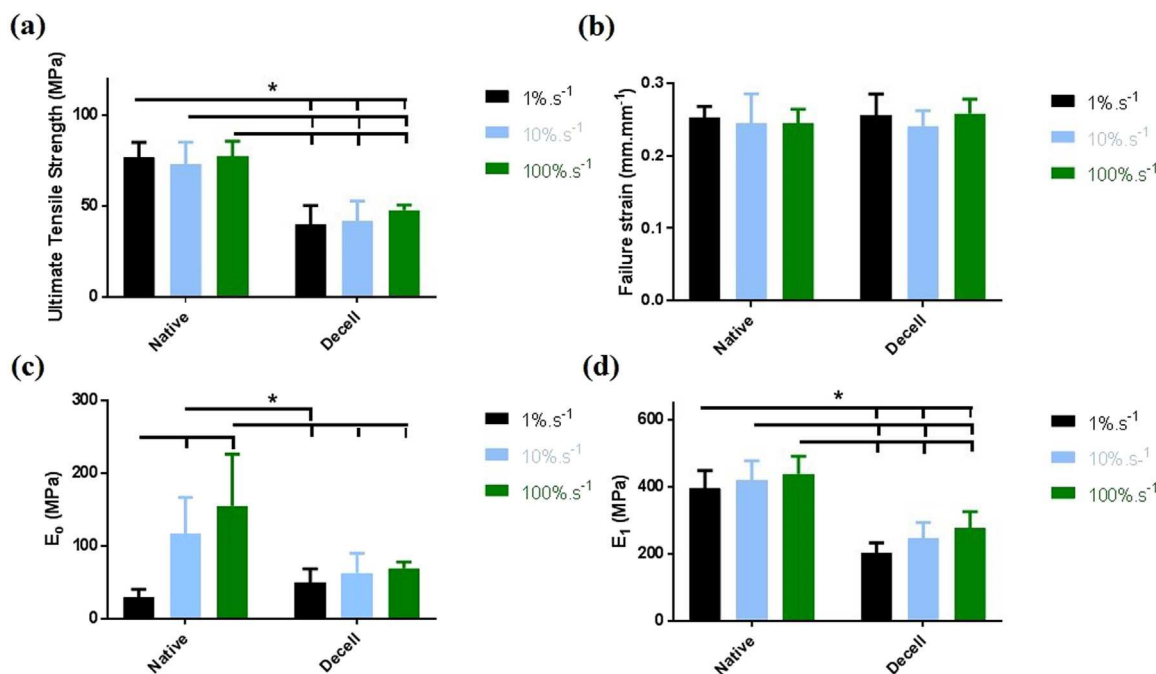 (a)
Ultimate Tensile Strength (MPa)
100
50
0
*
Native
Decell
1%.s⁻¹
10%.s⁻¹
100%.s⁻¹
(b)
Failure strain (mm.mm⁻¹)
0.3
0.2
0.1
0.0
Native
Decell
1%.s⁻¹
10%.s⁻¹
100%.s⁻¹
(c)
E₀ (MPa)
300
200
100
0
*
Native
Decell
1%.s⁻¹
10%.s⁻¹
100%.s⁻¹
(d)
E₁ (MPa)
600
400
200
0
*
Native
Decell
1%.s⁻¹
10%.s-¹
100%.s⁻¹